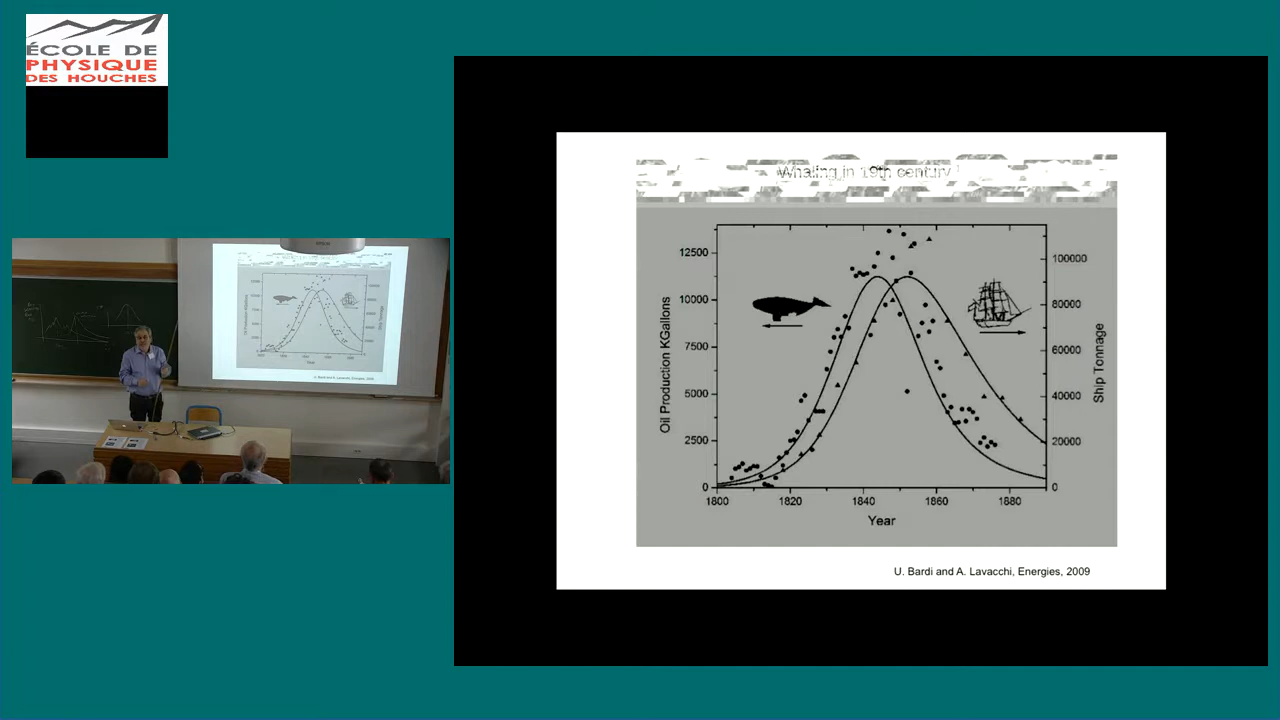 ÉCOLE DE
PHYSIQUE
DES HOUCHES
Whaling in 19th century
Oil Production KGallons
12500
10000
7500
5000
2500
0
100000
80000
60000
40000
20000
0
Ship Tonnage
1800 1820 1840 1860 1880
Year
U. Bardi and A. Lavacchi, Energies, 2009